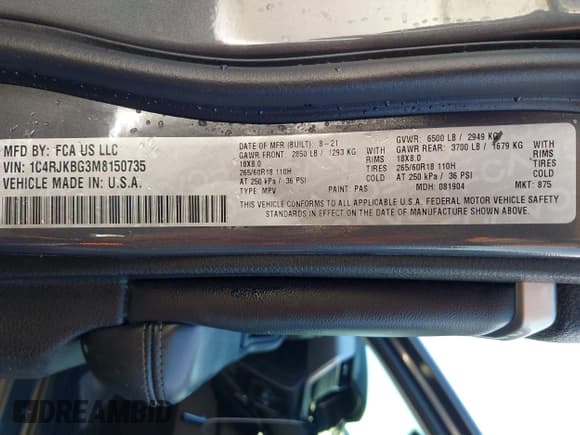 MFD BY: FCA US LLC
VIN: 1C4RJKBG3M8150735
VEHICLE MADE IN U.S.A.
DATE OF MFR (BUILT): 8-21
GAWR FRONT: 2850 LB / 1293 KG
18X8.0
265/60R18 110H
AT 250 kPa / 36 PSI
TYPE: MPV
PAINT: PAS
GVWR: 6500 LB / 2949 KG
GAWR REAR: 3700 LB / 1679 KG
18X8.0
265/60R18 110H
TIRES
COLD
AT 250 kPa / 36 PSI
TIRES
COLD
MDH: 081904
MKT: 875
THIS VEHICLE CONFORMS TO ALL APPLICABLE U.S.A. FEDERAL MOTOR VEHICLE SAFETY
STANDARDS IN EFFECT ON THE DATE OF MANUFACTURE SHOWN ABOVE.
DREAMBID